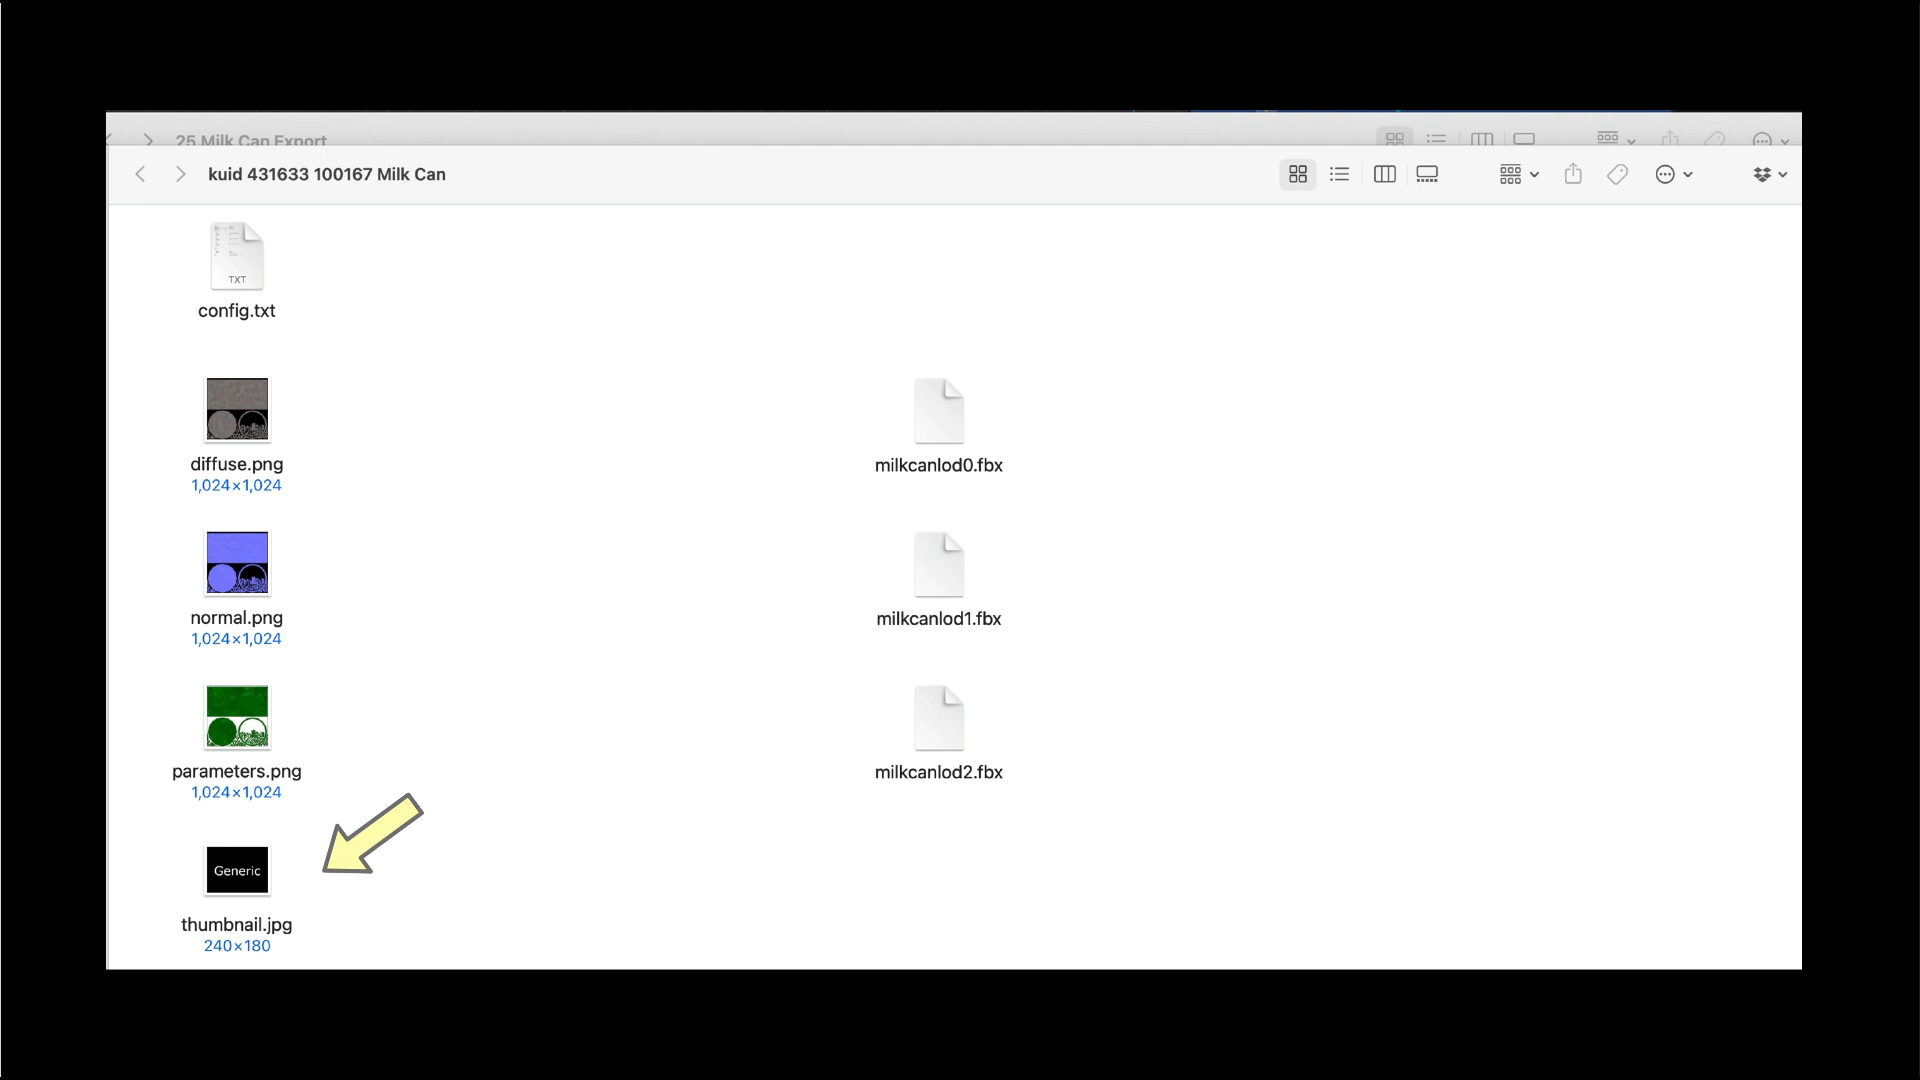 25 Milk Can Export
kuid 431633 100167 Milk Can
TXT
config.txt
diffuse.png
1,024×1,024
milkcanlod0.fbx
normal.png
1,024×1,024
milkcanlod1.fbx
parameters.png
1,024×1,024
milkcanlod2.fbx
Generic
thumbnail.jpg
240×180